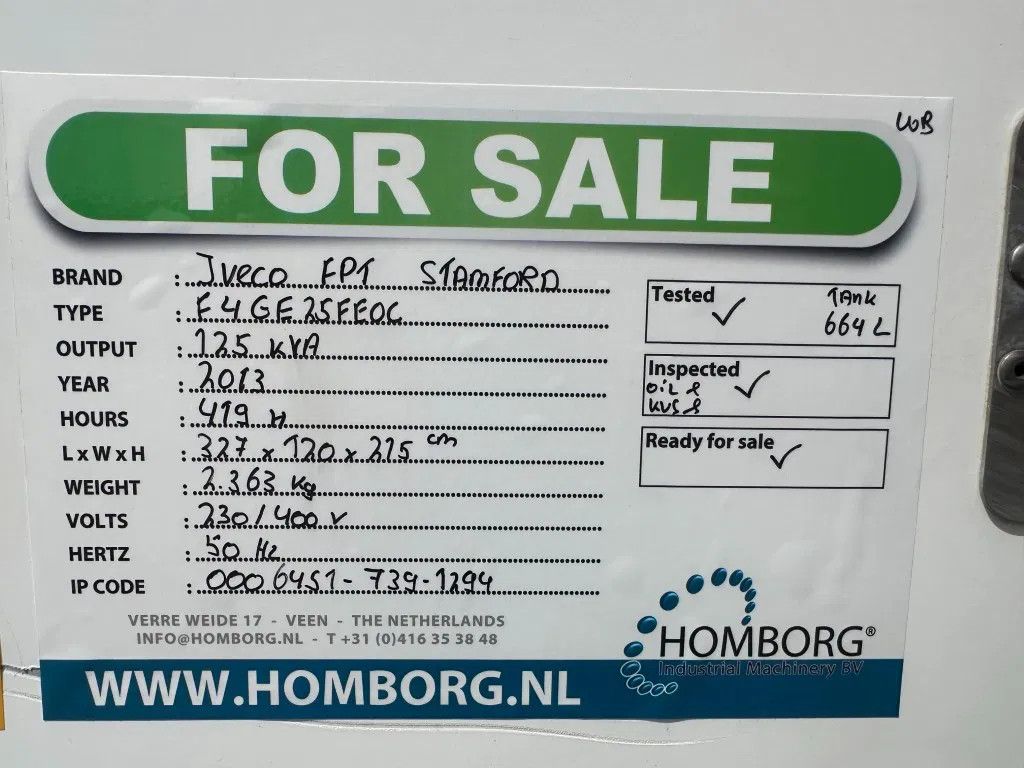 WB
FOR SALE
BRAND : Iveco FPT STAMFORD
TYPE : F4GE25FEOC
OUTPUT : 125 KVA
YEAR : 2013
HOURS : 419 H
L x W x H : 327 x 120 x 215 cm
WEIGHT : 2.363 kg
VOLTS : 230/400 V
HERTZ : 50 Hz
IP CODE : 0006451-739-1294
Tested ✓ TAnk
664 L
Inspected ✓
OIL &
Ready for sale ✓
VERRE WEIDE 17 - VEEN - THE NETHERLANDS
INFO@HOMBORG.NL - T +31 (0)416 35 38 48
HOMBORG®
Industrial Machinery BV
WWW.HOMBORG.NL